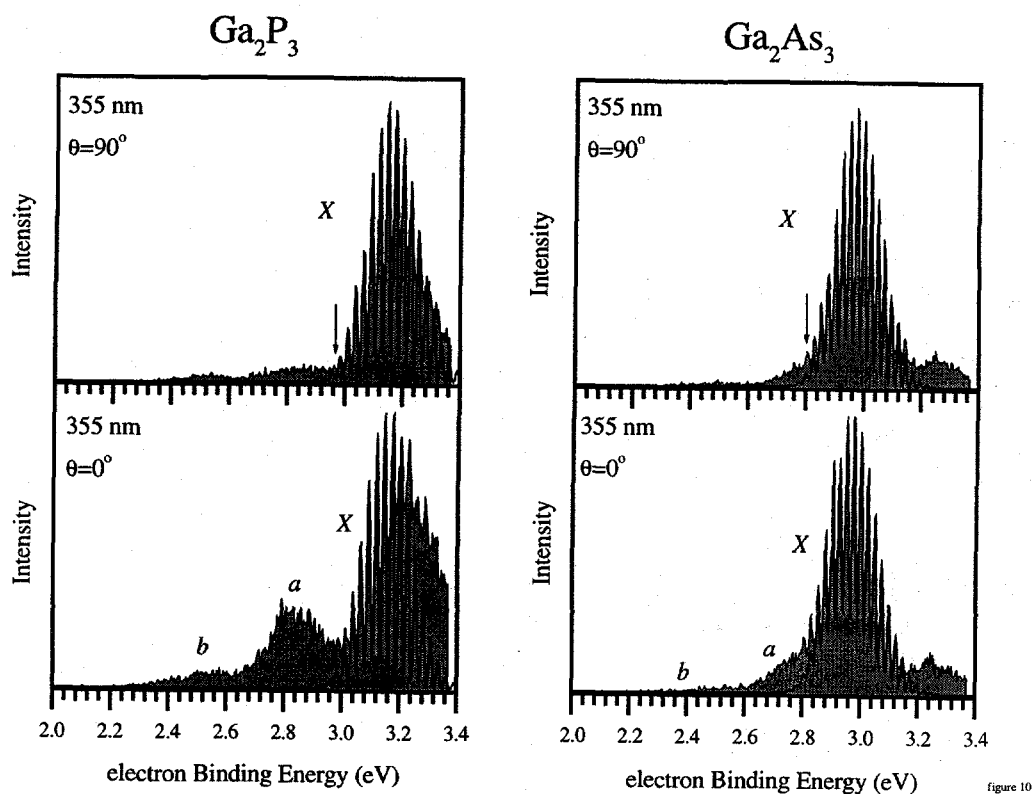 Ga₂P₃
355 nm
θ=90°
X
Intensity
355 nm
θ=0°
X
a
b
Intensity
2.0 2.2 2.4 2.6 2.8 3.0 3.2 3.4
electron Binding Energy (eV)
Ga₂As₃
355 nm
θ=90°
X
Intensity
355 nm
θ=0°
X
a
b
Intensity
2.0 2.2 2.4 2.6 2.8 3.0 3.2 3.4
electron Binding Energy (eV)
figure 10